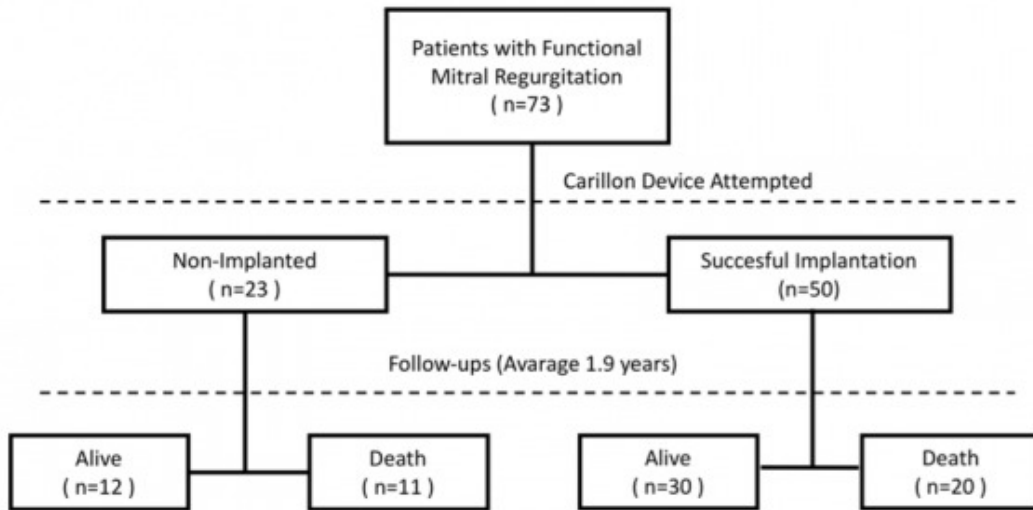 Patients with Functional
Mitral Regurgitation
( n=73 )
Carillon Device Attempted
Non-Implanted
( n=23 )
Succesful Implantation
(n=50)
Follow-ups (Avarage 1.9 years)
Alive
( n=12 )
Death
( n=11 )
Alive
( n=30 )
Death
( n=20 )